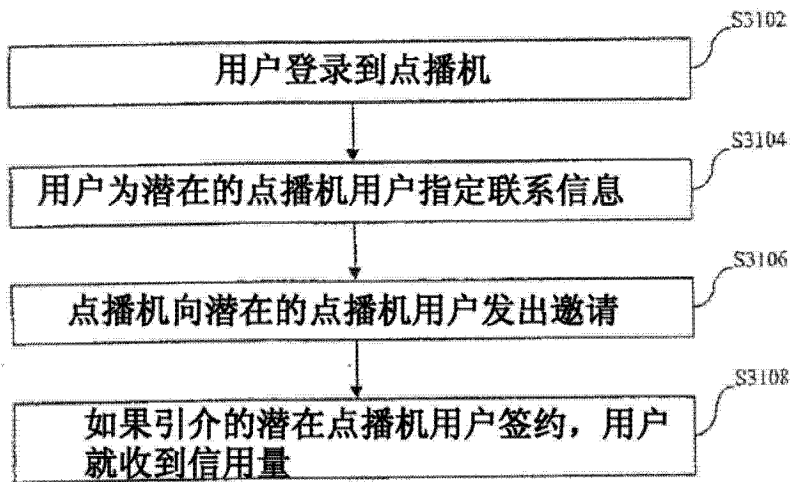 S3102
用户登录到点播机
S3104
用户为潜在的点播机用户指定联系信息
S3106
点播机向潜在的点播机用户发出邀请
S3108
如果引介的潜在点播机用户签约，用户
就收到信用量